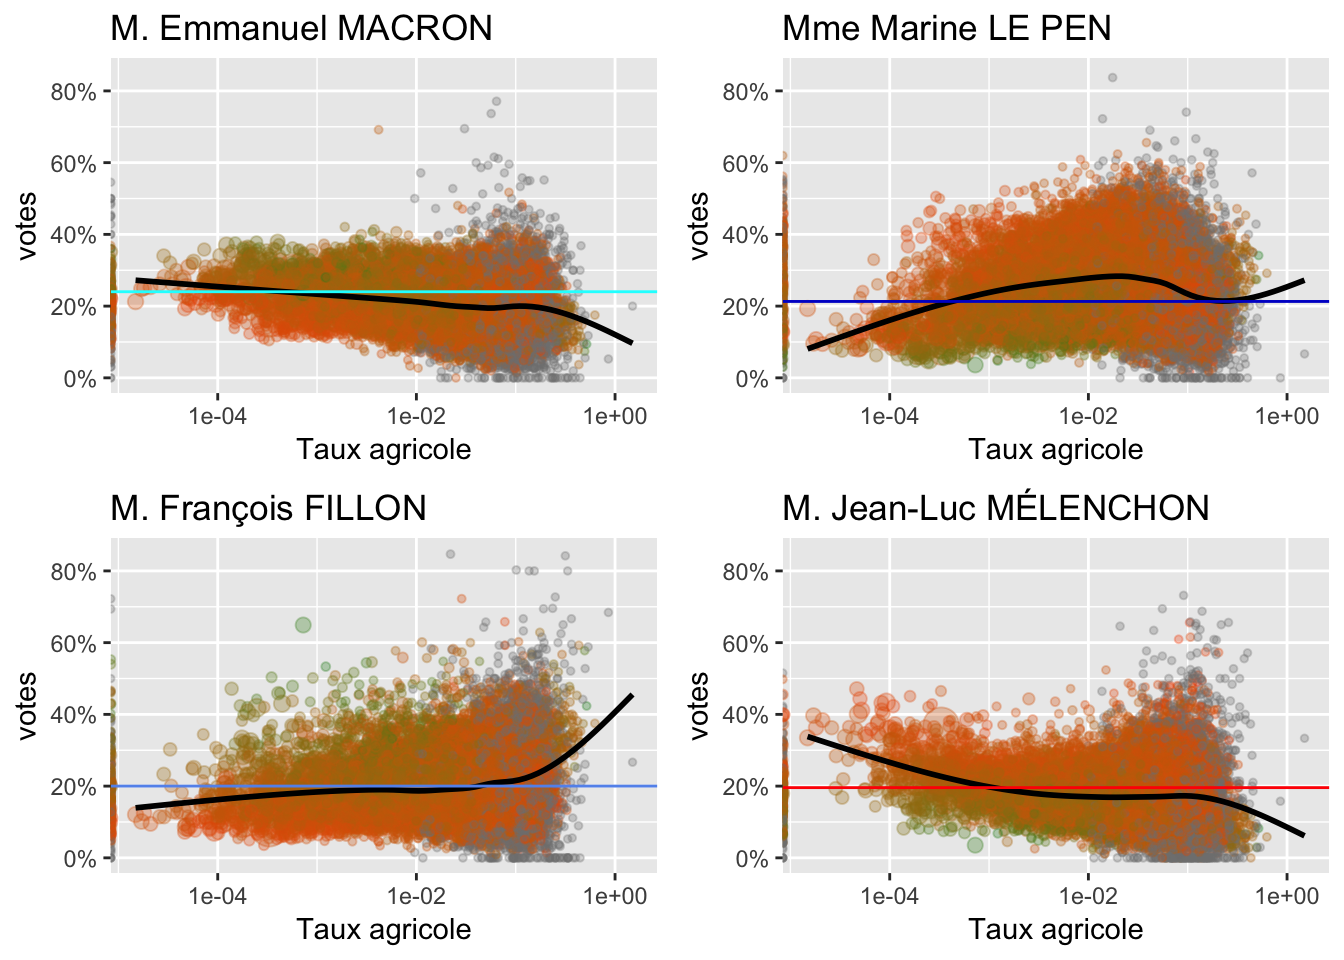 M. Emmanuel MACRON
Mme Marine LE PEN
80%
60%
40%
20%
0%
votes
1e-04
1e-02
1e+00
Taux agricole
80%
60%
40%
20%
0%
votes
1e-04
1e-02
1e+00
Taux agricole
M. François FILLON
M. Jean-Luc MÉLENCHON
80%
60%
40%
20%
0%
votes
1e-04
1e-02
1e+00
Taux agricole
80%
60%
40%
20%
0%
votes
1e-04
1e-02
1e+00
Taux agricole